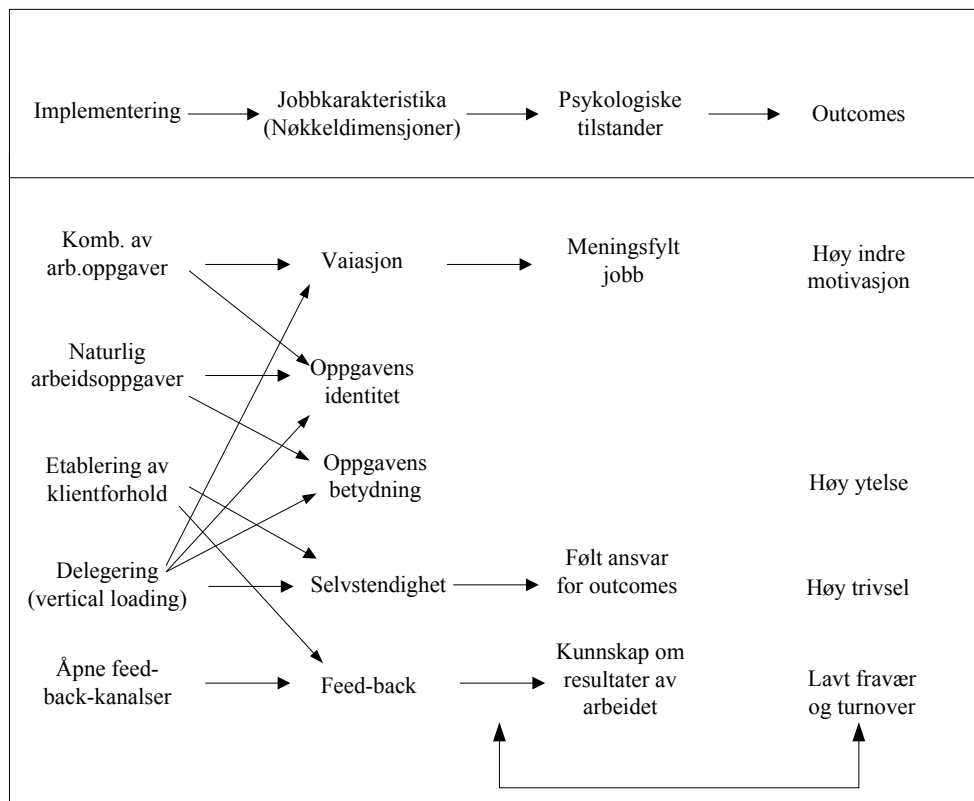 Implementering
Jobbkarakteristika
(Nøkkeldimensjoner)
Psykologiske
tilstander
Outcomes
Komb. av
arb.oppgaver
Vaiasjon
Meningsfylt
jobb
Høy indre
motivasjon
Naturlig
arbeidsoppgaver
Oppgavens
identitet
Etablering av
klientforhold
Oppgavens
betydning
Høy ytelse
Delegering
(vertical loading)
Selvstendighet
Følt ansvar
for outcomes
Høy trivsel
Åpne feed-
back-kanalser
Feed-back
Kunnskap om
resultater av
arbeidet
Lavt fravær
og turnover